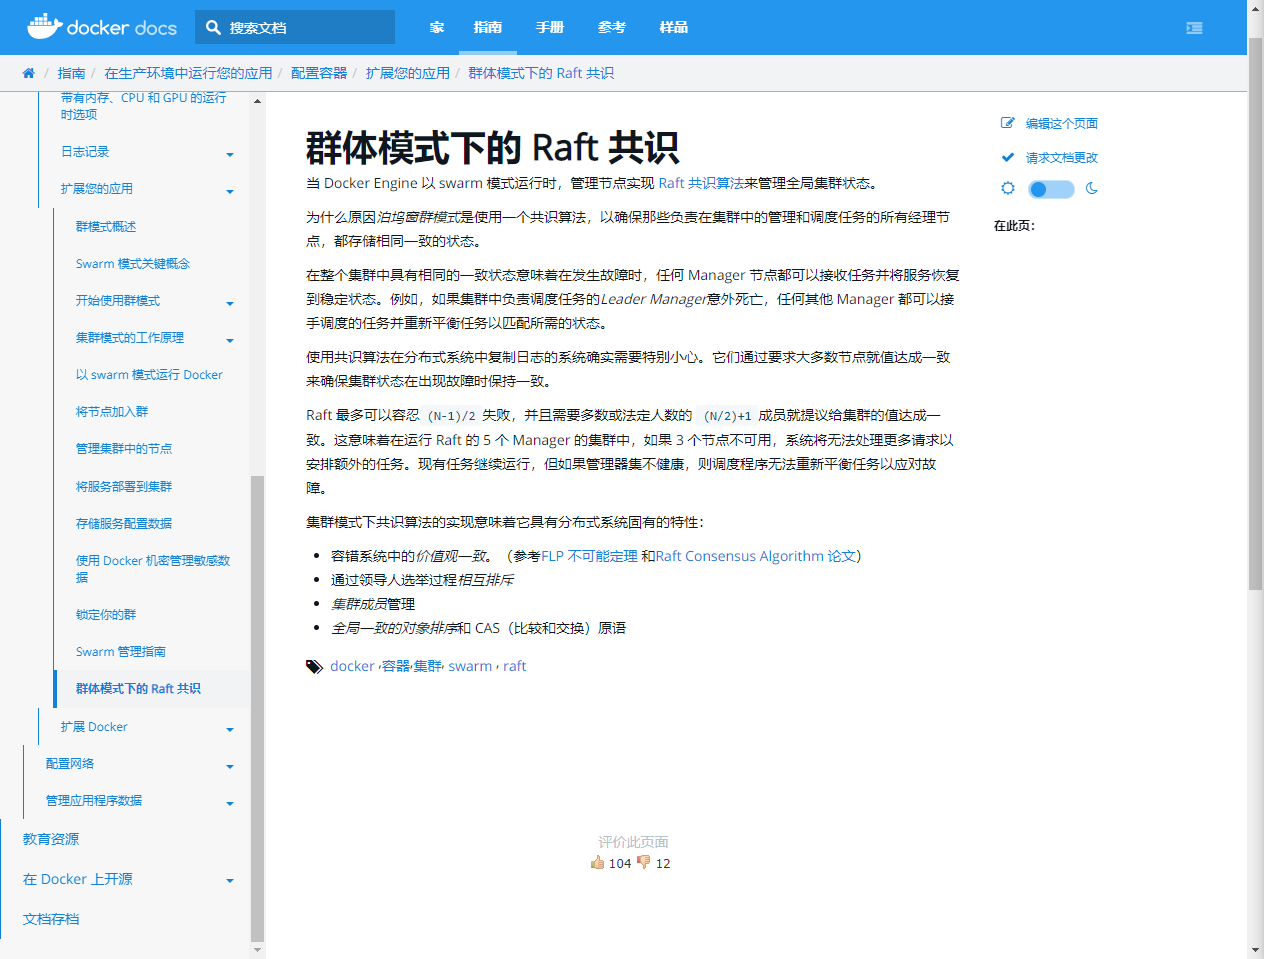 docker docs
搜索文档
家
指南
手册
参考
样品
/ 指南 / 在生产环境中运行您的应用 / 配置容器 / 扩展您的应用 / 群体模式下的 Raft 共识
带有内存、CPU 和 GPU 的运行
时选项
日志记录
扩展您的应用
群模式概述
Swarm 模式关键概念
开始使用群模式
集群模式的工作原理
以 swarm 模式运行 Docker
将节点加入群
管理集群中的节点
将服务部署到集群
存储服务配置数据
使用 Docker 机密管理敏感数
据
锁定你的群
Swarm 管理指南
群体模式下的 Raft 共识
扩展 Docker
配置网络
管理应用程序数据
教育资源
在 Docker 上开源
文档存档
群体模式下的 Raft 共识
当 Docker Engine 以 swarm 模式运行时，管理节点实现 Raft 共识算法来管理全局集群状态。
为什么原因泊坞窗群模式是使用一个共识算法，以确保那些负责在集群中的管理和调度任务的所有经理节
点，都存储相同一致的状态。
在整个集群中具有相同的一致状态意味着在发生故障时，任何 Manager 节点都可以接收任务并将服务恢复
到稳定状态。例如，如果集群中负责调度任务的Leader Manager意外死亡，任何其他 Manager 都可以接
手调度的任务并重新平衡任务以匹配所需的状态。
使用共识算法在分布式系统中复制日志的系统确实需要特别小心。它们通过要求大多数节点就值达成一致
来确保集群状态在出现故障时保持一致。
Raft 最多可以容忍 (N-1)/2 失败，并且需要多数或法定人数的 (N/2)+1 成员就提议给集群的值达成一
致。这意味着在运行 Raft 的 5 个 Manager 的集群中，如果 3 个节点不可用，系统将无法处理更多请求以
安排额外的任务。现有任务继续运行，但如果管理器集不健康，则调度程序无法重新平衡任务以应对故
障。
集群模式下共识算法的实现意味着它具有分布式系统固有的特性：
• 容错系统中的价值观一致。（参考FLP 不可能定理 和Raft Consensus Algorithm 论文）
• 通过领导人选举过程相互排斥
• 集群成员管理
• 全局一致的对象排序和 CAS（比较和交换）原语
docker ,容器,集群, swarm , raft
评价此页面
104 12
编辑这个页面
请求文档更改
在此页：